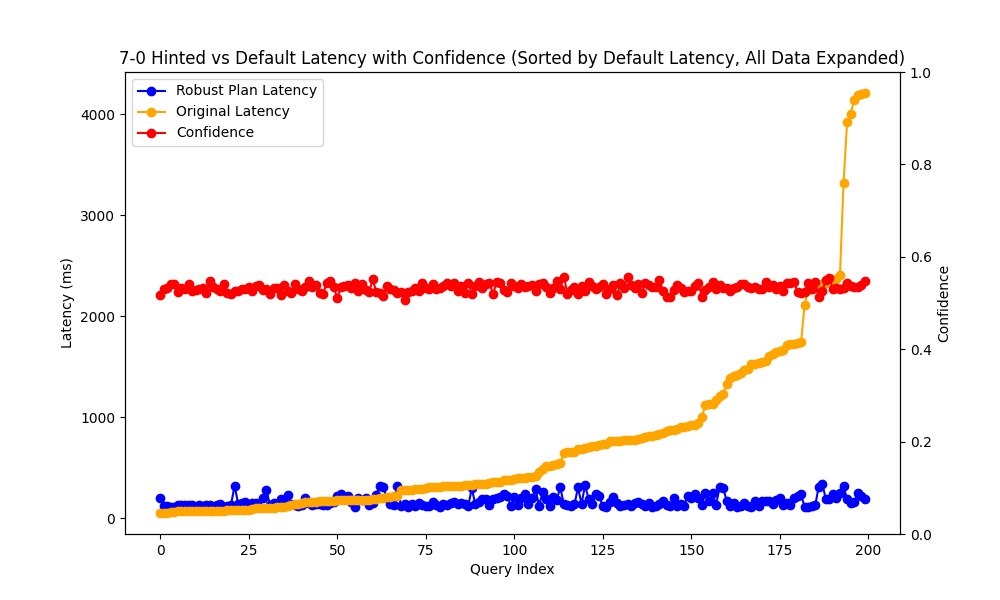 7-0 Hinted vs Default Latency with Confidence (Sorted by Default Latency, All Data Expanded)
Robust Plan Latency
Original Latency
Confidence
4000
3000
2000
1000
0
Latency (ms)
1.0
0.8
0.6
0.4
0.2
0.0
Confidence
0 25 50 75 100 125 150 175 200
Query Index